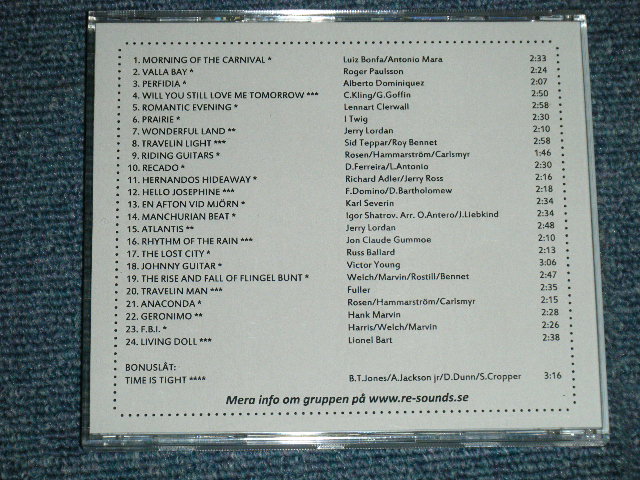 1. MORNING OF THE CARNIVAL * Luiz Bonfa/Antonio Mara 2:33
2. VALLA BAY * Roger Paulsson 2:24
3. PERFIDIA * Alberto Dominiquez 2:07
4. WILL YOU STILL LOVE ME TOMORROW *** C.Kling/G.Goffin 2:50
5. ROMANTIC EVENING * Lennart Clerwall 2:58
6. PRAIRIE * I Twig 2:30
7. WONDERFUL LAND ** Jerry Lordan 2:10
8. TRAVELIN LIGHT *** Sid Teppar/Roy Bennet 2:58
9. RIDING GUITARS * Rosen/Hammarström/Carlsmyr 1:46
10. RECADO * D.Ferreira/L.Antonio 2:30
11. HERNANDOS HIDEAWAY * Richard Adler/Jerry Ross 2:16
12. HELLO JOSEPHINE *** F.Domino/D.Bartholomew 2:18
13. EN AFTON VID MJÖRN * Karl Severin 2:34
14. MANCHURIAN BEAT * Igor Shatrov. Arr. O.Antero/J.Liebkind 2:34
15. ATLANTIS ** Jerry Lordan 2:48
16. RHYTHM OF THE RAIN *** Jon Claude Gummoe 2:10
17. THE LOST CITY * Russ Ballard 2:13
18. JOHNNY GUITAR * Victor Young 3:06
19. THE RISE AND FALL OF FLINGEL BUNT * Welch/Marvin/Rostill/Bennet 2:47
20. TRAVELIN MAN *** Fuller 2:35
21. ANACONDA * Rosen/Hammarström/Carlsmyr 2:15
22. GERONIMO ** Hank Marvin 2:28
23. F.B.I. * Harris/Welch/Marvin 2:26
24. LIVING DOLL *** Lionel Bart 2:38
BONUSLÅT:
TIME IS TIGHT **** B.T.Jones/A.Jackson jr/D.Dunn/S.Cropper 3:16
Mera info om gruppen på www.re-sounds.se